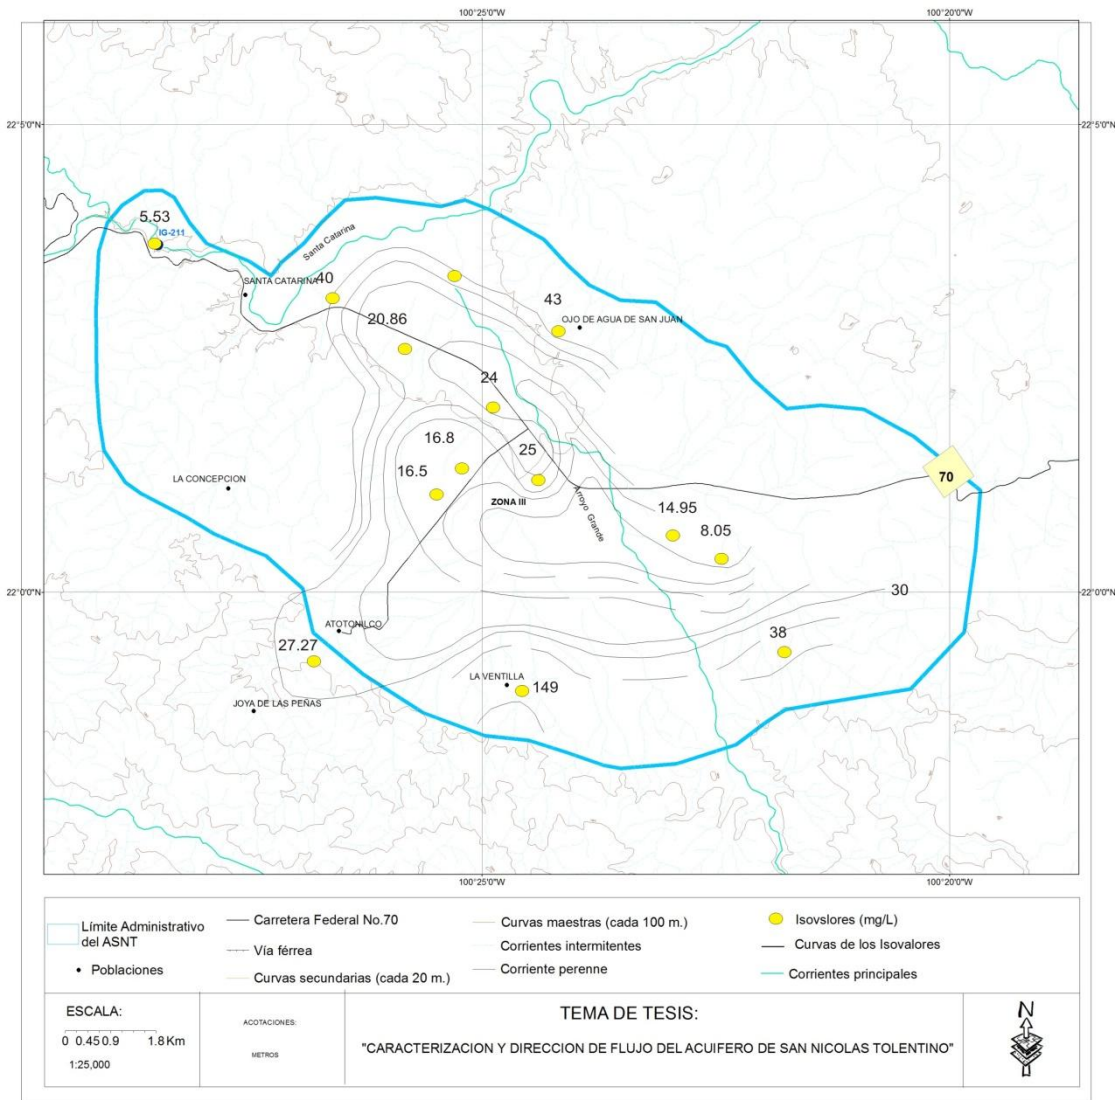 100°25'0"W
100°20'0"W
22°5'0"N
22°5'0"N
5.53
IG-211
Santa Catarina
SANTA CATARINA
40
43
OJO DE AGUA DE SAN JUAN
20.86
24
16.8
25
70
LA CONCEPCION
16.5
ZONA III
Arroyo Grande
14.95
8.05
22°0'0"N
22°0'0"N
30
ATOTONILCO
27.27
38
LA VENTILLA
149
JOYA DE LAS PEÑAS
100°25'0"W
100°20'0"W
Límite Administrativo
del ASNT
Poblaciones
Carretera Federal No.70
Vía férrea
Curvas secundarias (cada 20 m.)
Curvas maestras (cada 100 m.)
Corrientes intermitentes
Corriente perenne
Isovslores (mg/L)
Curvas de los Isovalores
Corrientes principales
ESCALA:
0 0.45 0.9 1.8 Km
1:25,000
ACOTACIONES:
METROS
TEMA DE TESIS:
"CARACTERIZACION Y DIRECCION DE FLUJO DEL ACUIFERO DE SAN NICOLAS TOLENTINO"
N